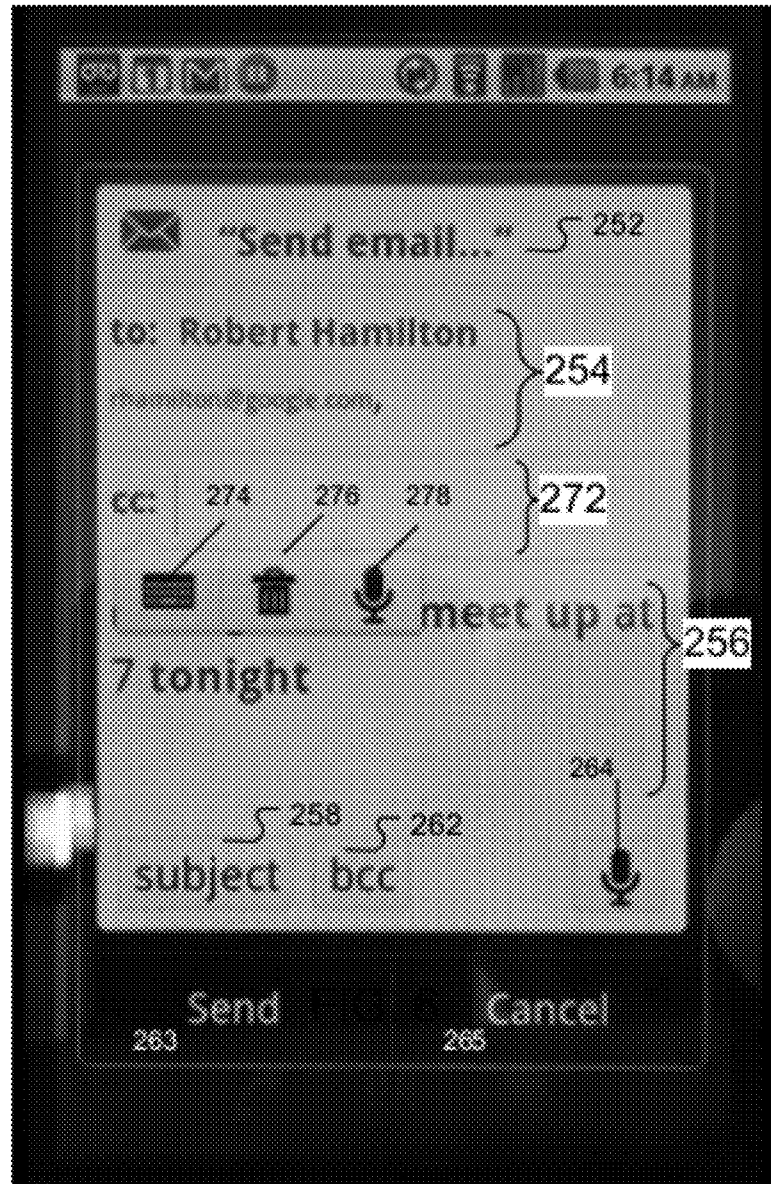 6:14 AM
"Send email..." 252
to: Robert Hamilton
254
cc: 274 276 278 272
meet up at
256
7 tonight
264
258 262
subject bcc
Send Cancel
263 265